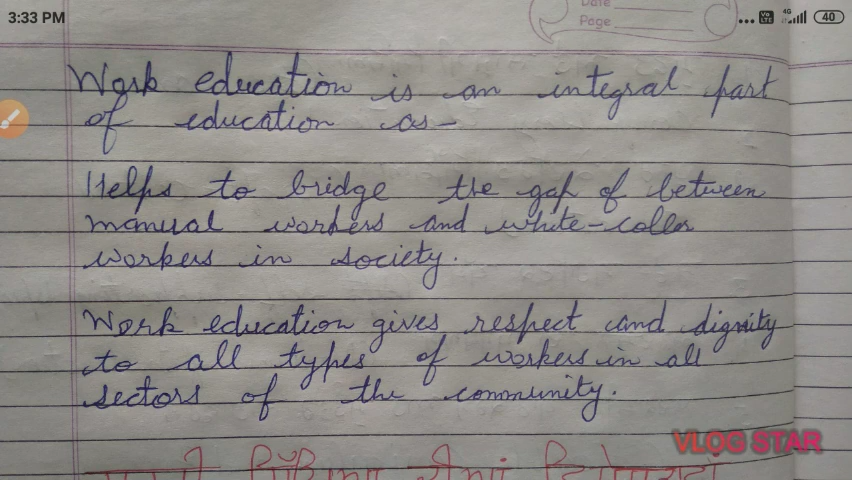 3:33 PM
4G
40
Date
Page
Work education is an integral part
of education as-
Helps to bridge the gap of between
manual workers and white-coller
workers in society.
Work education gives respect and dignity
to all types of workers in all
sectors of the community.
VLOG STAR